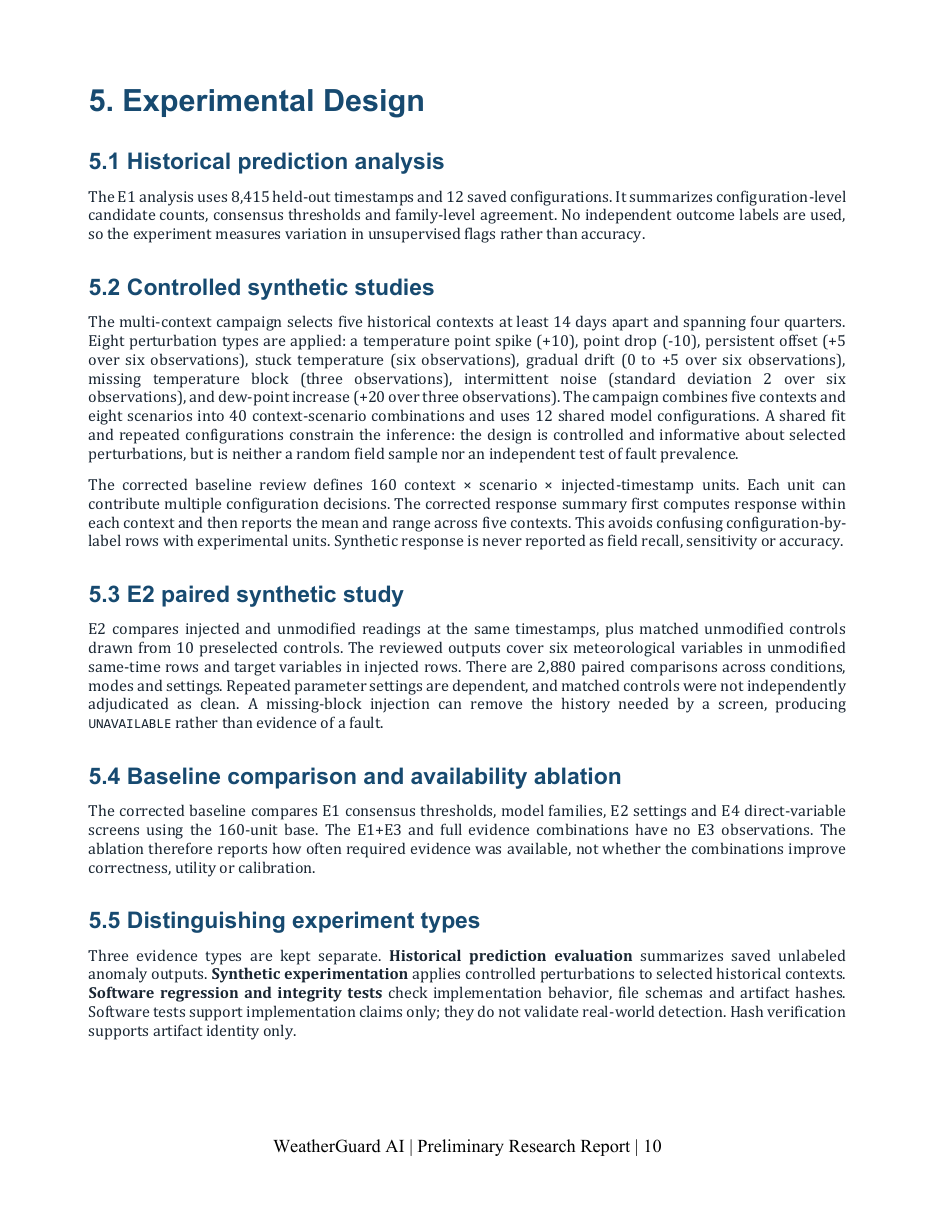 5. Experimental Design
5.1 Historical prediction analysis
The E1 analysis uses 8,415 held-out timestamps and 12 saved configurations. It summarizes configuration-level
candidate counts, consensus thresholds and family-level agreement. No independent outcome labels are used,
so the experiment measures variation in unsupervised flags rather than accuracy.
5.2 Controlled synthetic studies
The multi-context campaign selects five historical contexts at least 14 days apart and spanning four quarters.
Eight perturbation types are applied: a temperature point spike (+10), point drop (-10), persistent offset (+5
over six observations), stuck temperature (six observations), gradual drift (0 to +5 over six observations),
missing temperature block (three observations), intermittent noise (standard deviation 2 over six
observations), and dew-point increase (+20 over three observations). The campaign combines five contexts and
eight scenarios into 40 context-scenario combinations and uses 12 shared model configurations. A shared fit
and repeated configurations constrain the inference: the design is controlled and informative about selected
perturbations, but is neither a random field sample nor an independent test of fault prevalence.
The corrected baseline review defines 160 context × scenario × injected-timestamp units. Each unit can
contribute multiple configuration decisions. The corrected response summary first computes response within
each context and then reports the mean and range across five contexts. This avoids confusing configuration-by-
label rows with experimental units. Synthetic response is never reported as field recall, sensitivity or accuracy.
5.3 E2 paired synthetic study
E2 compares injected and unmodified readings at the same timestamps, plus matched unmodified controls
drawn from 10 preselected controls. The reviewed outputs cover six meteorological variables in unmodified
same-time rows and target variables in injected rows. There are 2,880 paired comparisons across conditions,
modes and settings. Repeated parameter settings are dependent, and matched controls were not independently
adjudicated as clean. A missing-block injection can remove the history needed by a screen, producing
UNAVAILABLE rather than evidence of a fault.
5.4 Baseline comparison and availability ablation
The corrected baseline compares E1 consensus thresholds, model families, E2 settings and E4 direct-variable
screens using the 160-unit base. The E1+E3 and full evidence combinations have no E3 observations. The
ablation therefore reports how often required evidence was available, not whether the combinations improve
correctness, utility or calibration.
5.5 Distinguishing experiment types
Three evidence types are kept separate. Historical prediction evaluation summarizes saved unlabeled
anomaly outputs. Synthetic experimentation applies controlled perturbations to selected historical contexts.
Software regression and integrity tests check implementation behavior, file schemas and artifact hashes.
Software tests support implementation claims only; they do not validate real-world detection. Hash verification
supports artifact identity only.
WeatherGuard AI | Preliminary Research Report | 10